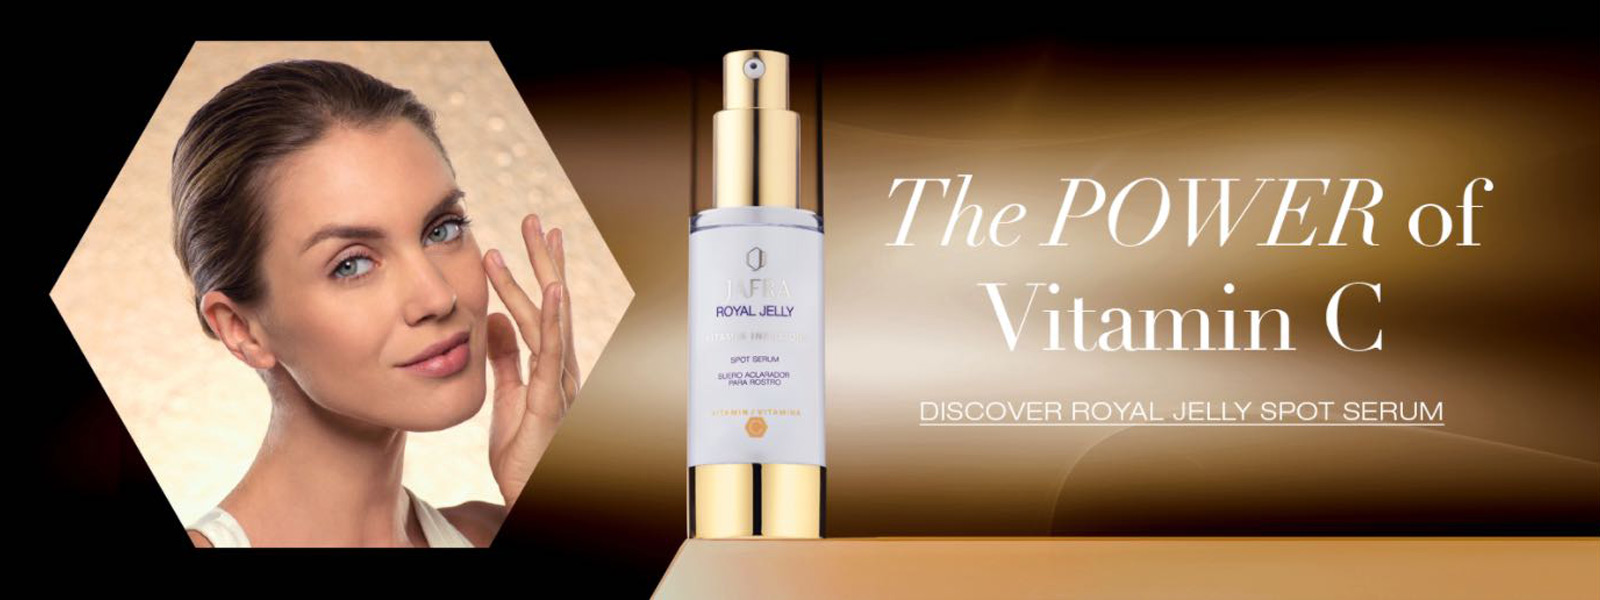 The POWER of
Vitamin C
DISCOVER ROYAL JELLY SPOT SERUM
JAFRA
ROYAL JELLY
SPOT SERUM
SUERO ACLARADOR
PARA ROSTRO
VITAMIN / VITAMINA
C